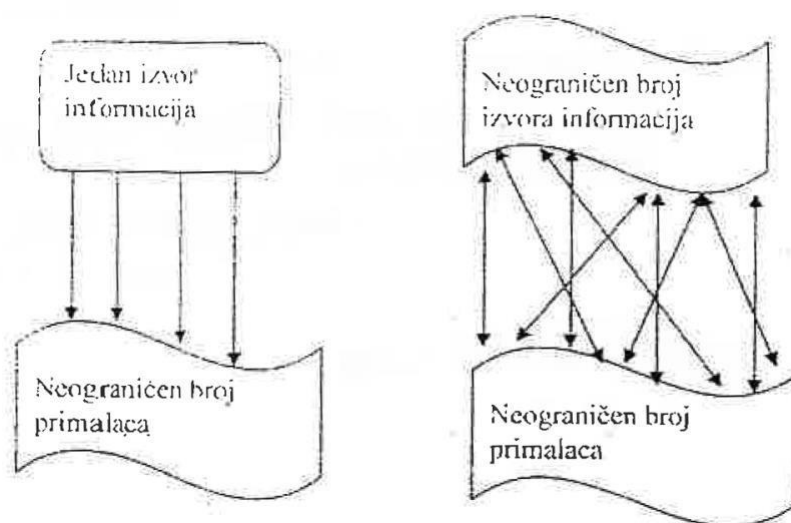 Jedan izvor
informacija
Neograničen broj
primalaca
Neograničen broj
izvora informacija
Neograničen broj
primalaca